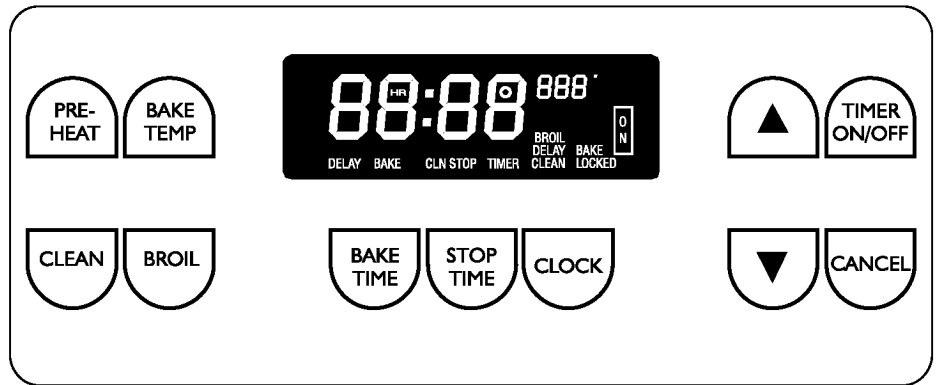 PRE-
HEAT
BAKE
TEMP
88:88
HR
888°
BROIL
DELAY
CLEAN
BAKE
LOCKED
O
N
DELAY BAKE CLN STOP TIMER
▲
TIMER
ON/OFF
CLEAN
BROIL
BAKE
TIME
STOP
TIME
CLOCK
▼
CANCEL